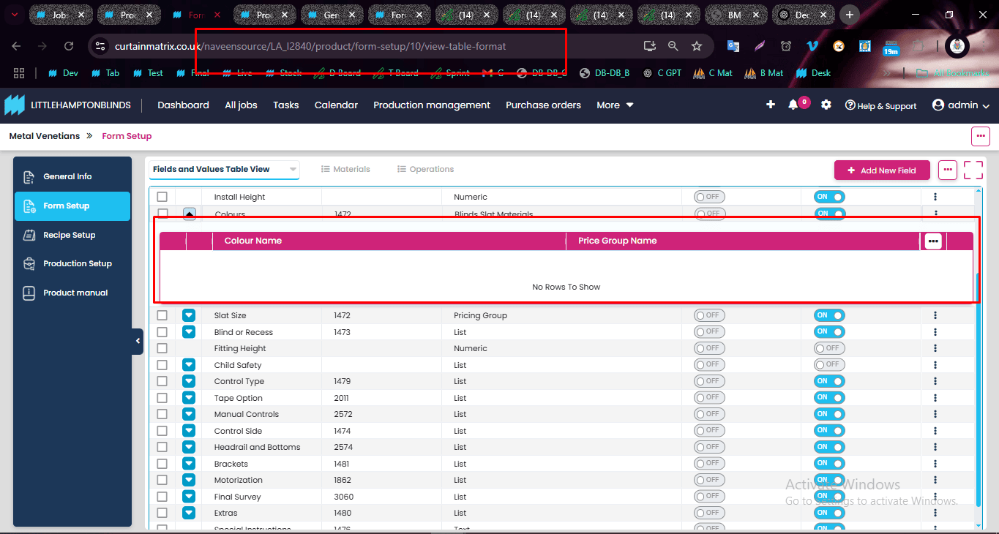 Job: Pro Form Pro Ger For (14) (14) (14) (14) BM Dec
curtainmatrix.co.uk/naveensource/LA_I2840/product/form-setup/10/view-table-format
19m
Dev Tab Test Final Live Stock D Board T Board Sprint G DB-DB_C DB-DB_B C GPT C Mat B Mat Desk All Bookmarks
LITTLEHAMPTONBLINDS Dashboard All jobs Tasks Calendar Production management Purchase orders More 0 Help & Support admin
Metal Venetians » Form Setup
General Info
Form Setup
Recipe Setup
Production Setup
Product manual
Fields and Values Table View Materials Operations + Add New Field
Install Height Numeric OFF ON
Colours 1472 Blinds Slat Materials OFF ON
Colour Name Price Group Name
No Rows To Show
Slat Size 1472 Pricing Group OFF ON
Blind or Recess 1473 List OFF ON
Fitting Height Numeric OFF OFF
Child Safety List OFF OFF
Control Type 1479 List OFF ON
Tape Option 2011 List OFF ON
Manual Controls 2572 List OFF ON
Control Side 1474 List OFF ON
Headrail and Bottoms 2574 List OFF ON
Brackets 1481 List OFF ON
Motorization 1862 List OFF ON
Final Survey 3060 List OFF ON
Extras 1480 List OFF ON
Special Instructions 1476 Text OFF ON
Activate Windows
Go to Settings to activate Windows.